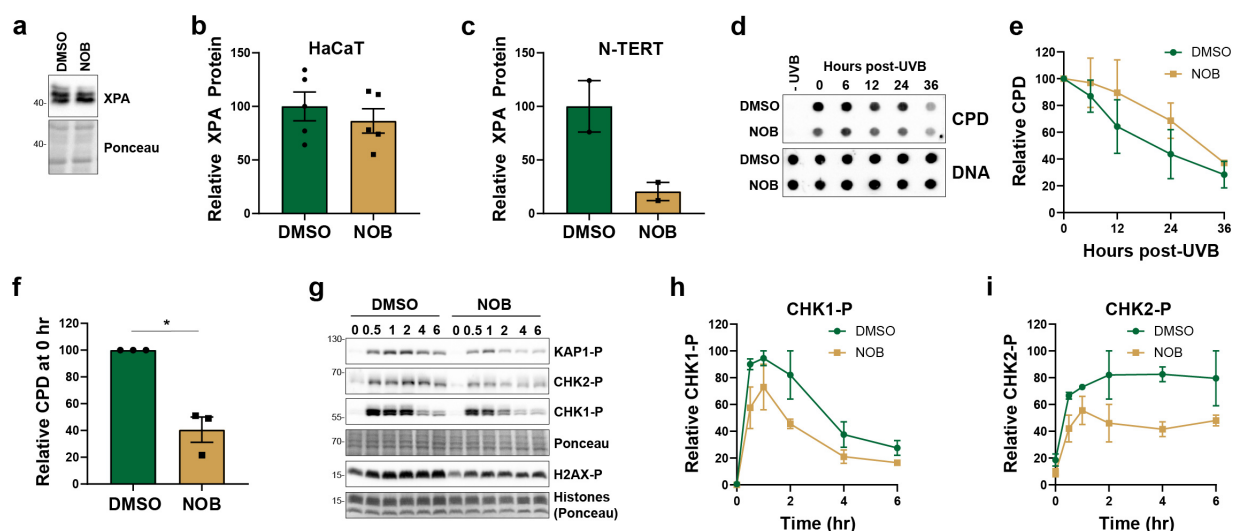 a
DMSO
NOB
40-
XPA
40-
Ponceau
b
HaCaT
Relative XPA Protein
150
100
50
0
DMSO NOB
c
N-TERT
Relative XPA Protein
150
100
50
0
DMSO NOB
d
Hours post-UVB
- UVB 0 6 12 24 36
DMSO
NOB
CPD
DMSO
NOB
DNA
e
DMSO
NOB
Relative CPD
120
100
80
60
40
20
0
0 12 24 36
Hours post-UVB
f
*
Relative CPD at 0 hr
120
100
80
60
40
20
0
DMSO NOB
g
DMSO NOB
0 0.5 1 2 4 6 0 0.5 1 2 4 6
130-
KAP1-P
70-
CHK2-P
55-
CHK1-P
70-
Ponceau
15-
H2AX-P
15-
Histones
(Ponceau)
h
CHK1-P
DMSO
NOB
Relative CHK1-P
120
100
80
60
40
20
0
0 2 4 6
Time (hr)
i
CHK2-P
DMSO
NOB
Relative CHK2-P
120
100
80
60
40
20
0
0 2 4 6
Time (hr)